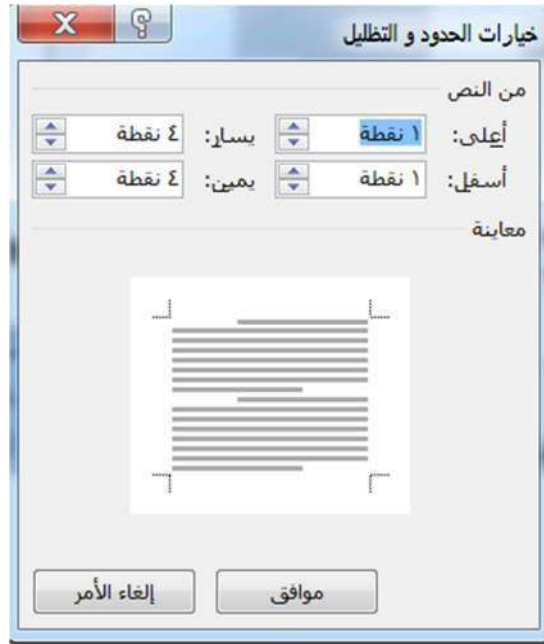 خيارات الحدود و التظليل
من النص
أعلى: ١ نقطة يسار: ٤ نقطة
أسفل: ١ نقطة يمين: ٤ نقطة
معاينة
موافق إلغاء الأمر